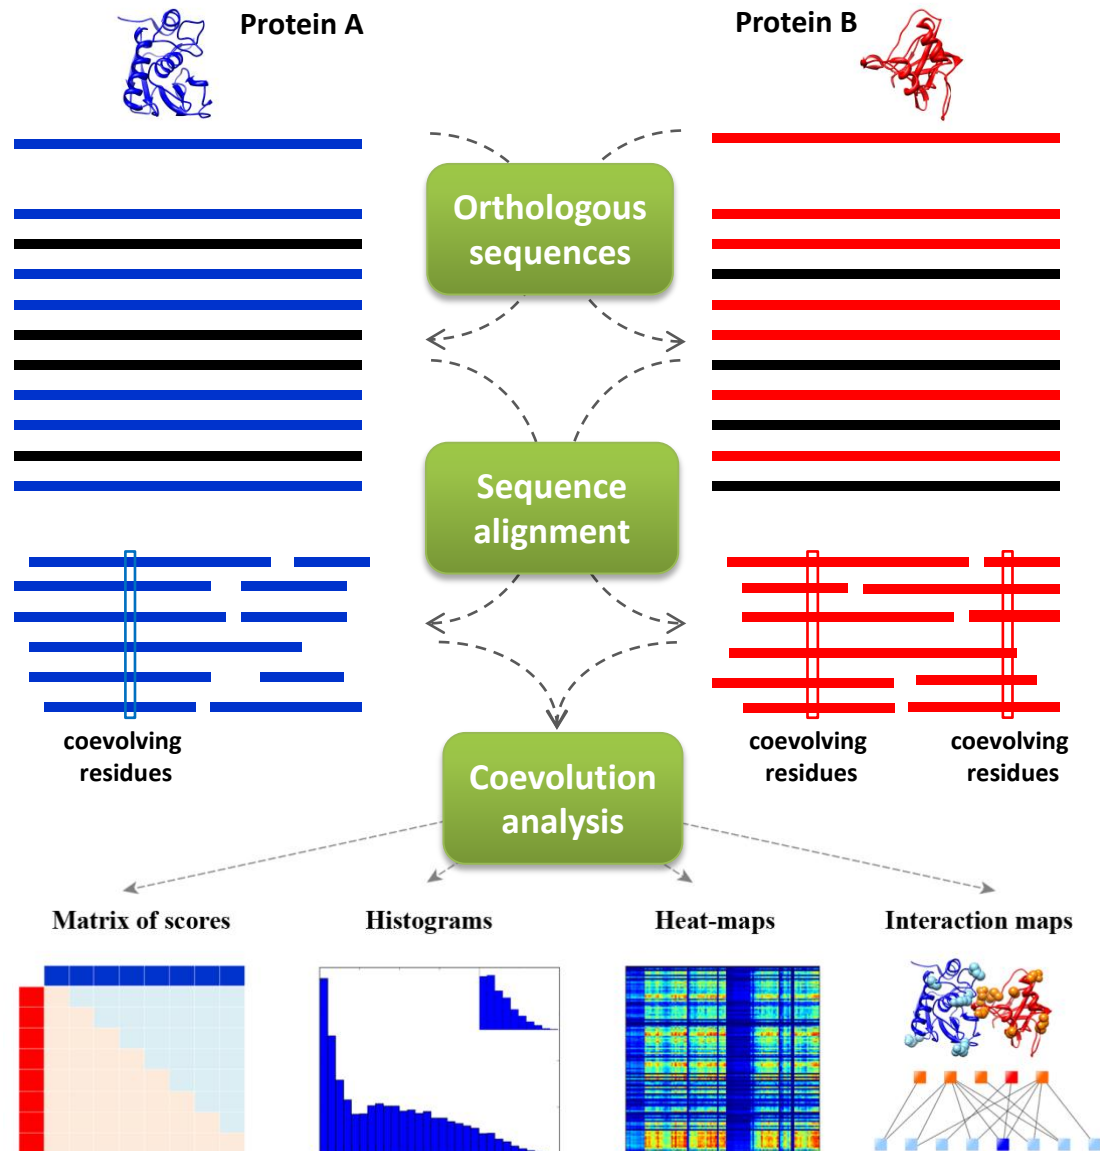 Protein A
Protein B
Orthologous
sequences
Sequence
alignment
coevolving
residues
coevolving
residues
coevolving
residues
Coevolution
analysis
Matrix of scores
Histograms
Heat-maps
Interaction maps